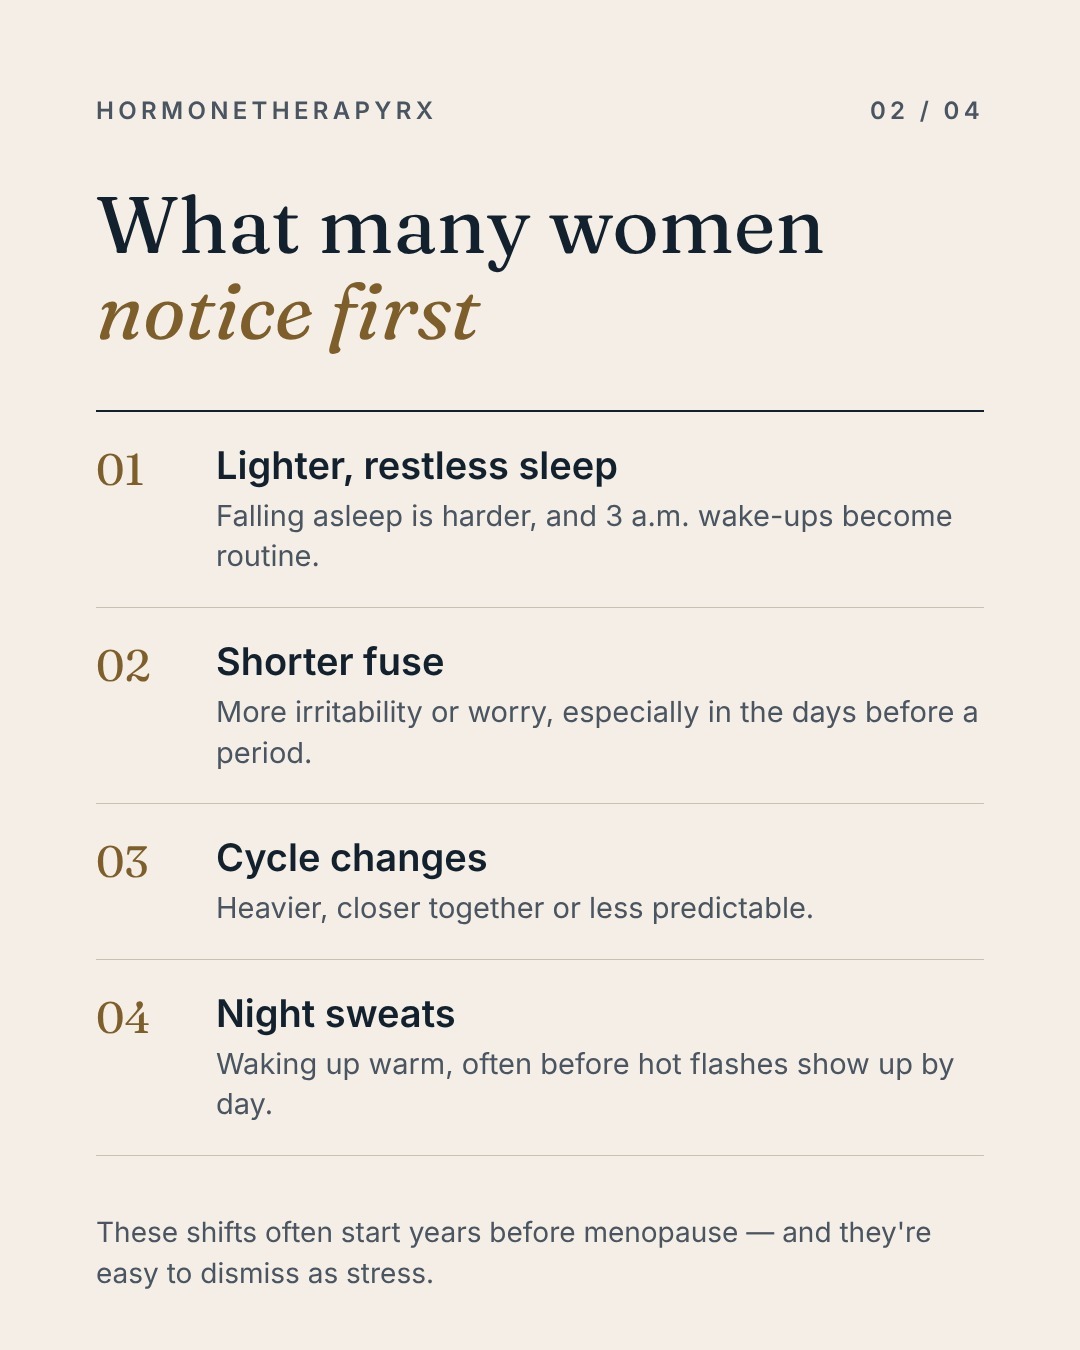 HORMONETHERAPYRX
02 / 04
What many women
notice first
01
Lighter, restless sleep
Falling asleep is harder, and 3 a.m. wake-ups become
routine.
02
Shorter fuse
More irritability or worry, especially in the days before a
period.
03
Cycle changes
Heavier, closer together or less predictable.
04
Night sweats
Waking up warm, often before hot flashes show up by
day.
These shifts often start years before menopause — and they're
easy to dismiss as stress.